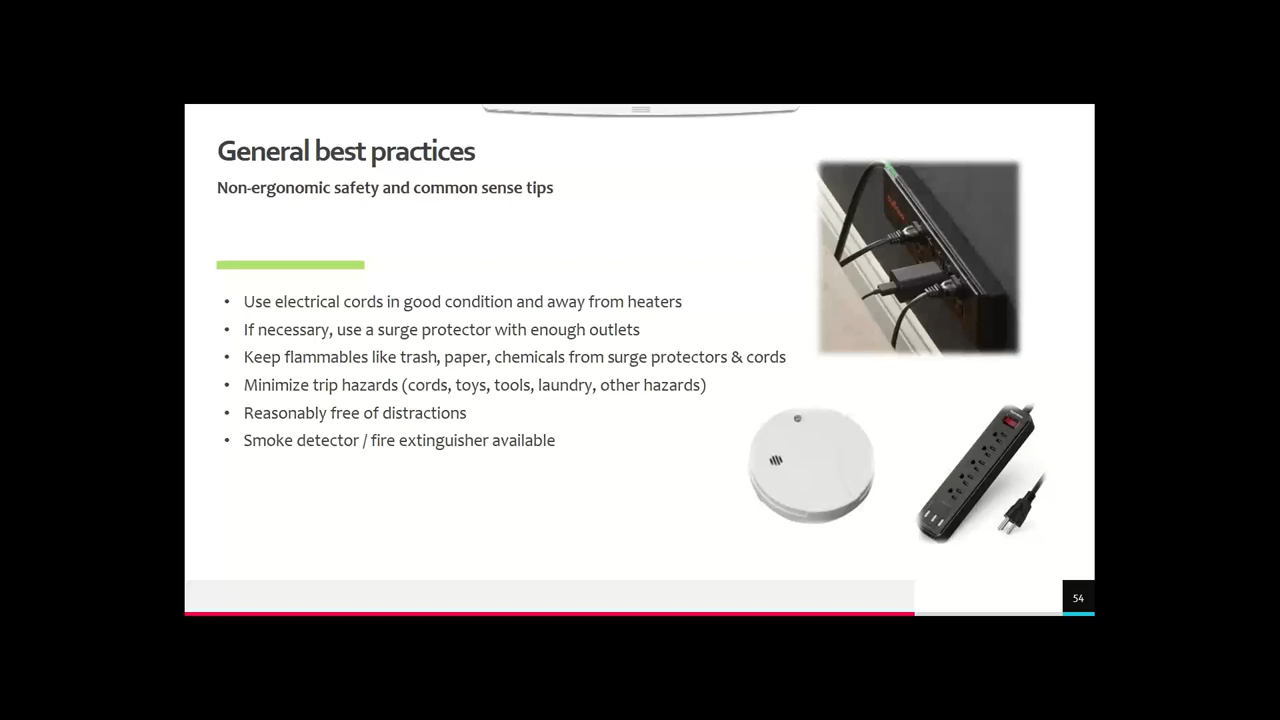 General best practices
Non-ergonomic safety and common sense tips
• Use electrical cords in good condition and away from heaters
• If necessary, use a surge protector with enough outlets
• Keep flammables like trash, paper, chemicals from surge protectors & cords
• Minimize trip hazards (cords, toys, tools, laundry, other hazards)
• Reasonably free of distractions
• Smoke detector / fire extinguisher available
54